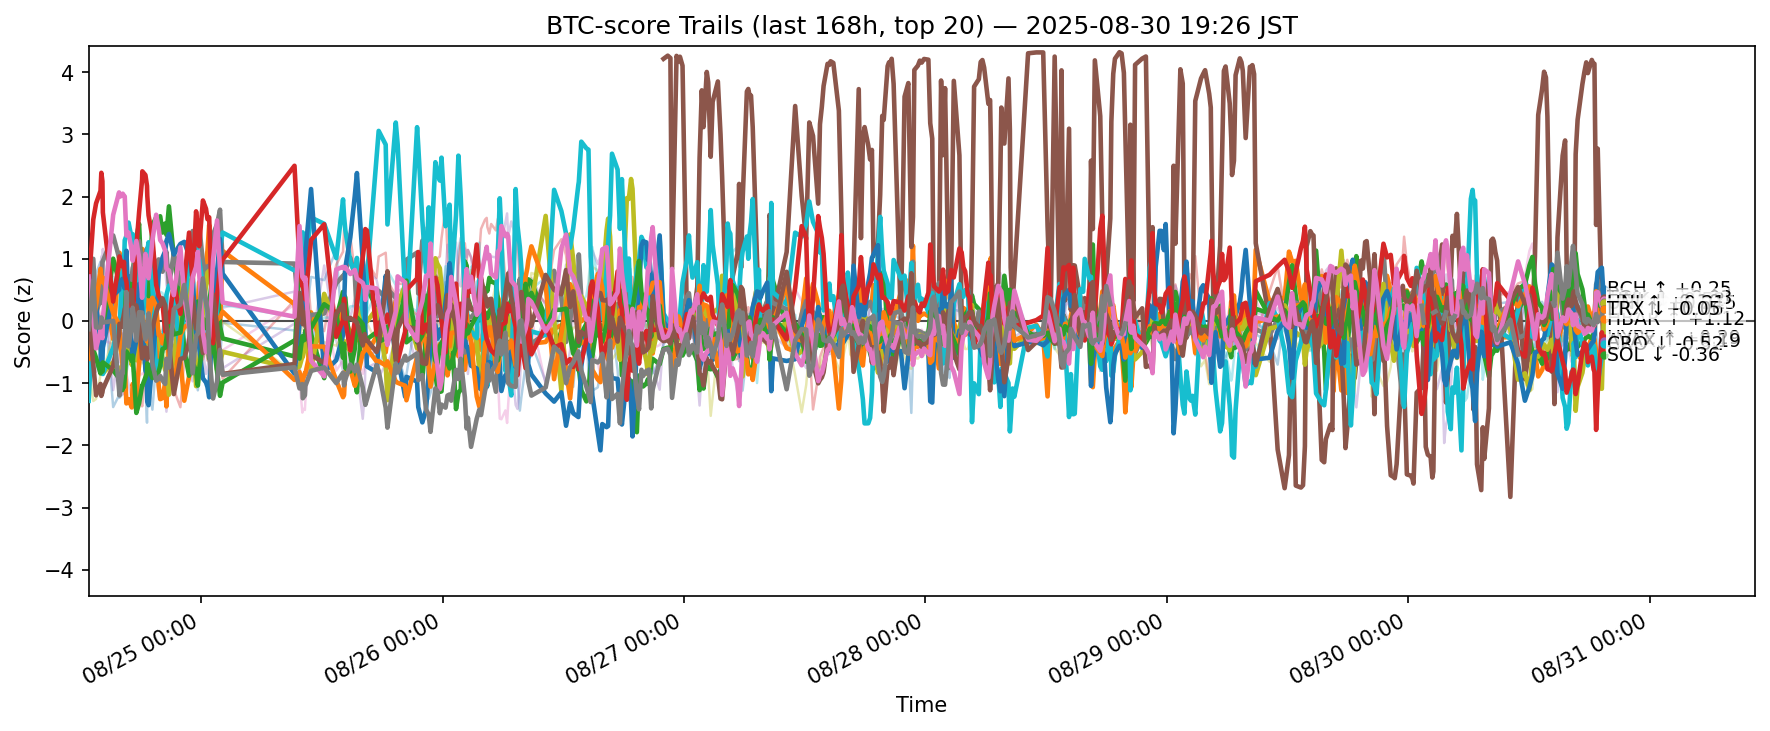 BTC-score Trails (last 168h, top 20) — 2025-08-30 19:26 JST
Score (z)
4
3
2
1
0
−1
−2
−3
−4
BCH ↑ +0.25
TRX ↓ -0.05
HBAR ↑ +1.12
SOL ↓ -0.36
08/25 00:00
08/26 00:00
08/27 00:00
08/28 00:00
08/29 00:00
08/30 00:00
08/31 00:00
Time